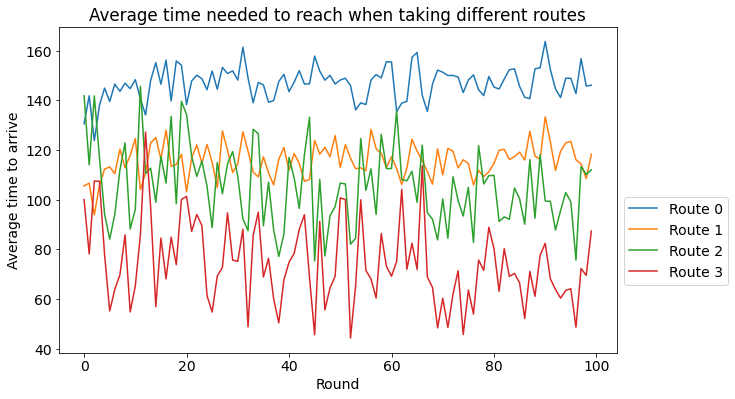 Average time needed to reach when taking different routes
Average time to arrive
160
140
120
100
80
60
40
0
20
40
60
80
100
Round
Route 0
Route 1
Route 2
Route 3